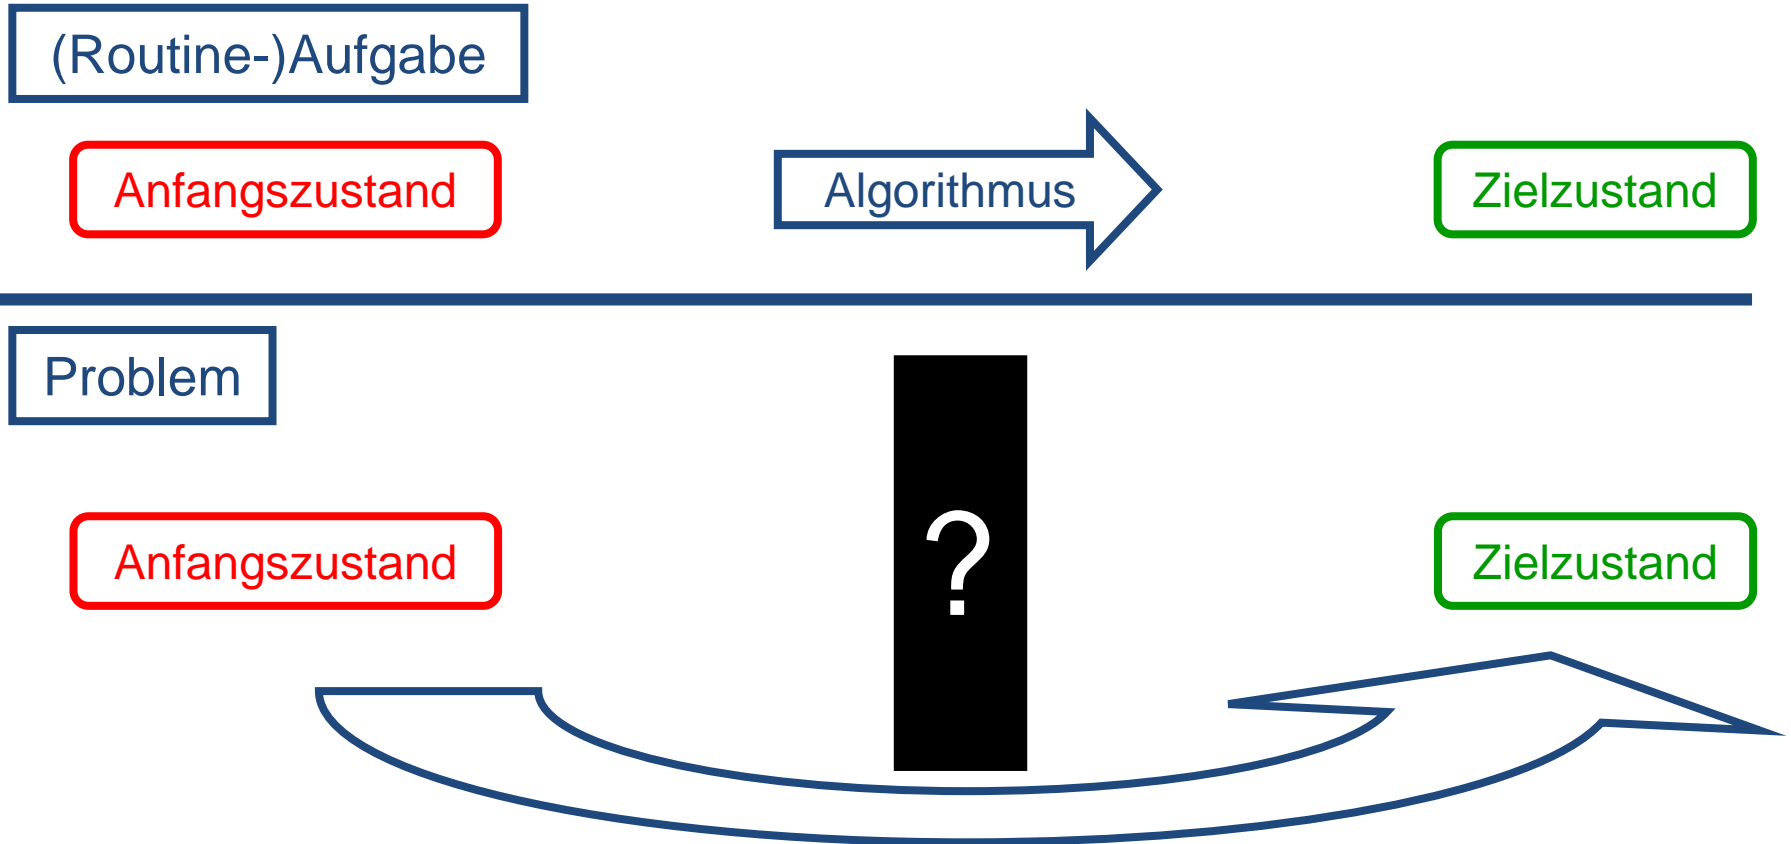 (Routine-)Aufgabe
Anfangszustand
Algorithmus
Zielzustand
Problem
?
Anfangszustand
Zielzustand